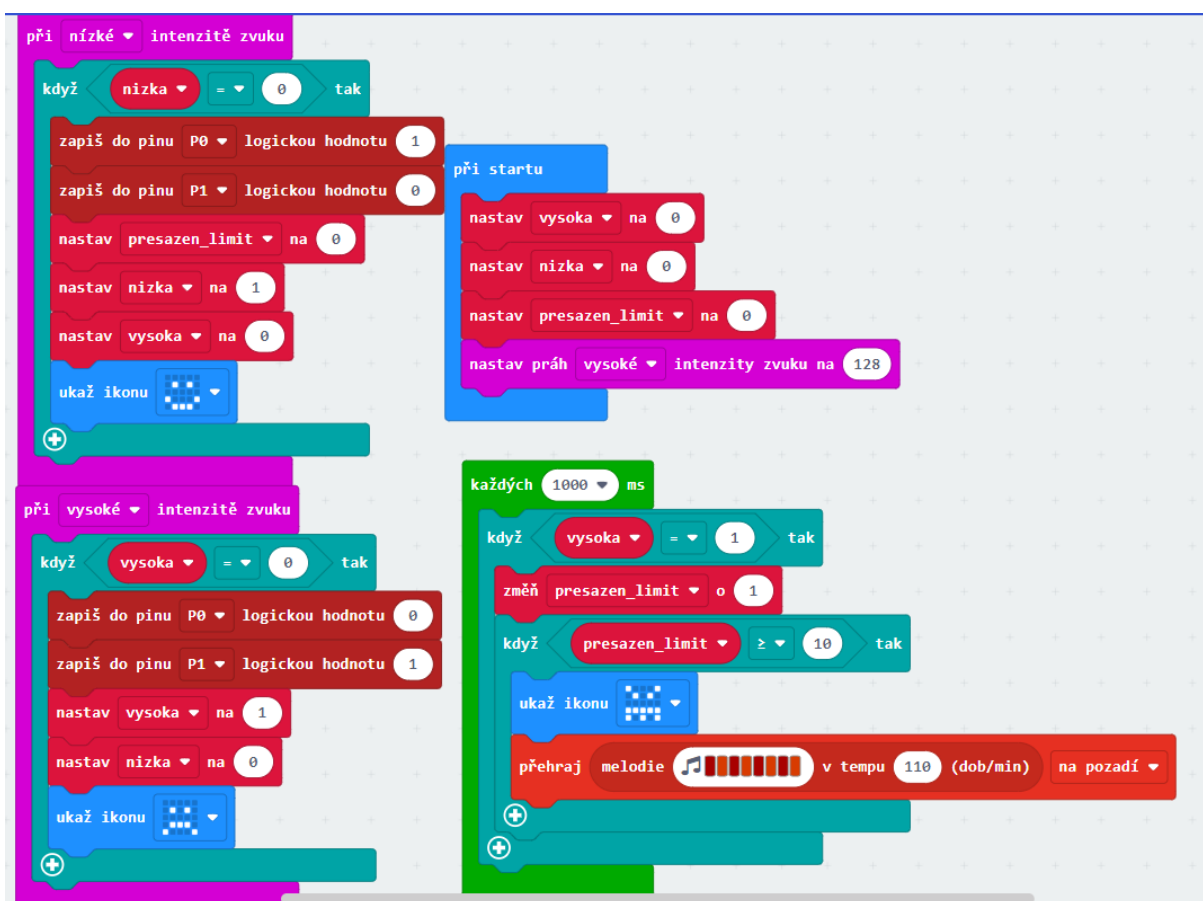 při nízké intenzitě zvuku
když nizka = 0 tak
zapiš do pinu P0 logickou hodnotu 1
zapiš do pinu P1 logickou hodnotu 0
nastav presazen_limit na 0
nastav nizka na 1
nastav vysoka na 0
ukaž ikonu
při vysoké intenzitě zvuku
když vysoka = 0 tak
zapiš do pinu P0 logickou hodnotu 0
zapiš do pinu P1 logickou hodnotu 1
nastav vysoka na 1
nastav nizka na 0
ukaž ikonu
při startu
nastav vysoka na 0
nastav nizka na 0
nastav presazen_limit na 0
nastav práh vysoké intenzity zvuku na 128
každých 1000 ms
když vysoka = 1 tak
změň presazen_limit o 1
když presazen_limit ≥ 10 tak
ukaž ikonu
přehraj melodie v tempu 110 (dob/min) na pozadí